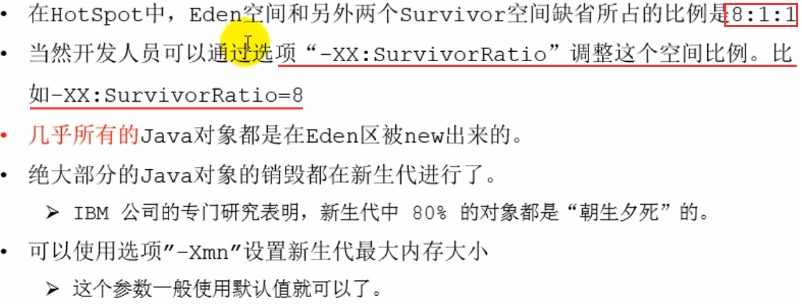 • 在HotSpot中，Eden空间和另外两个Survivor空间缺省所占的比例是8:1:1
• 当然开发人员可以通过选项“-XX:SurvivorRatio”调整这个空间比例。比
如-XX:SurvivorRatio=8
• 几乎所有的Java对象都是在Eden区被new出来的。
• 绝大部分的Java对象的销毁都在新生代进行了。
➢ IBM 公司的专门研究表明，新生代中 80% 的对象都是“朝生夕死”的。
• 可以使用选项"-Xmn"设置新生代最大内存大小
➢ 这个参数一般使用默认值就可以了。